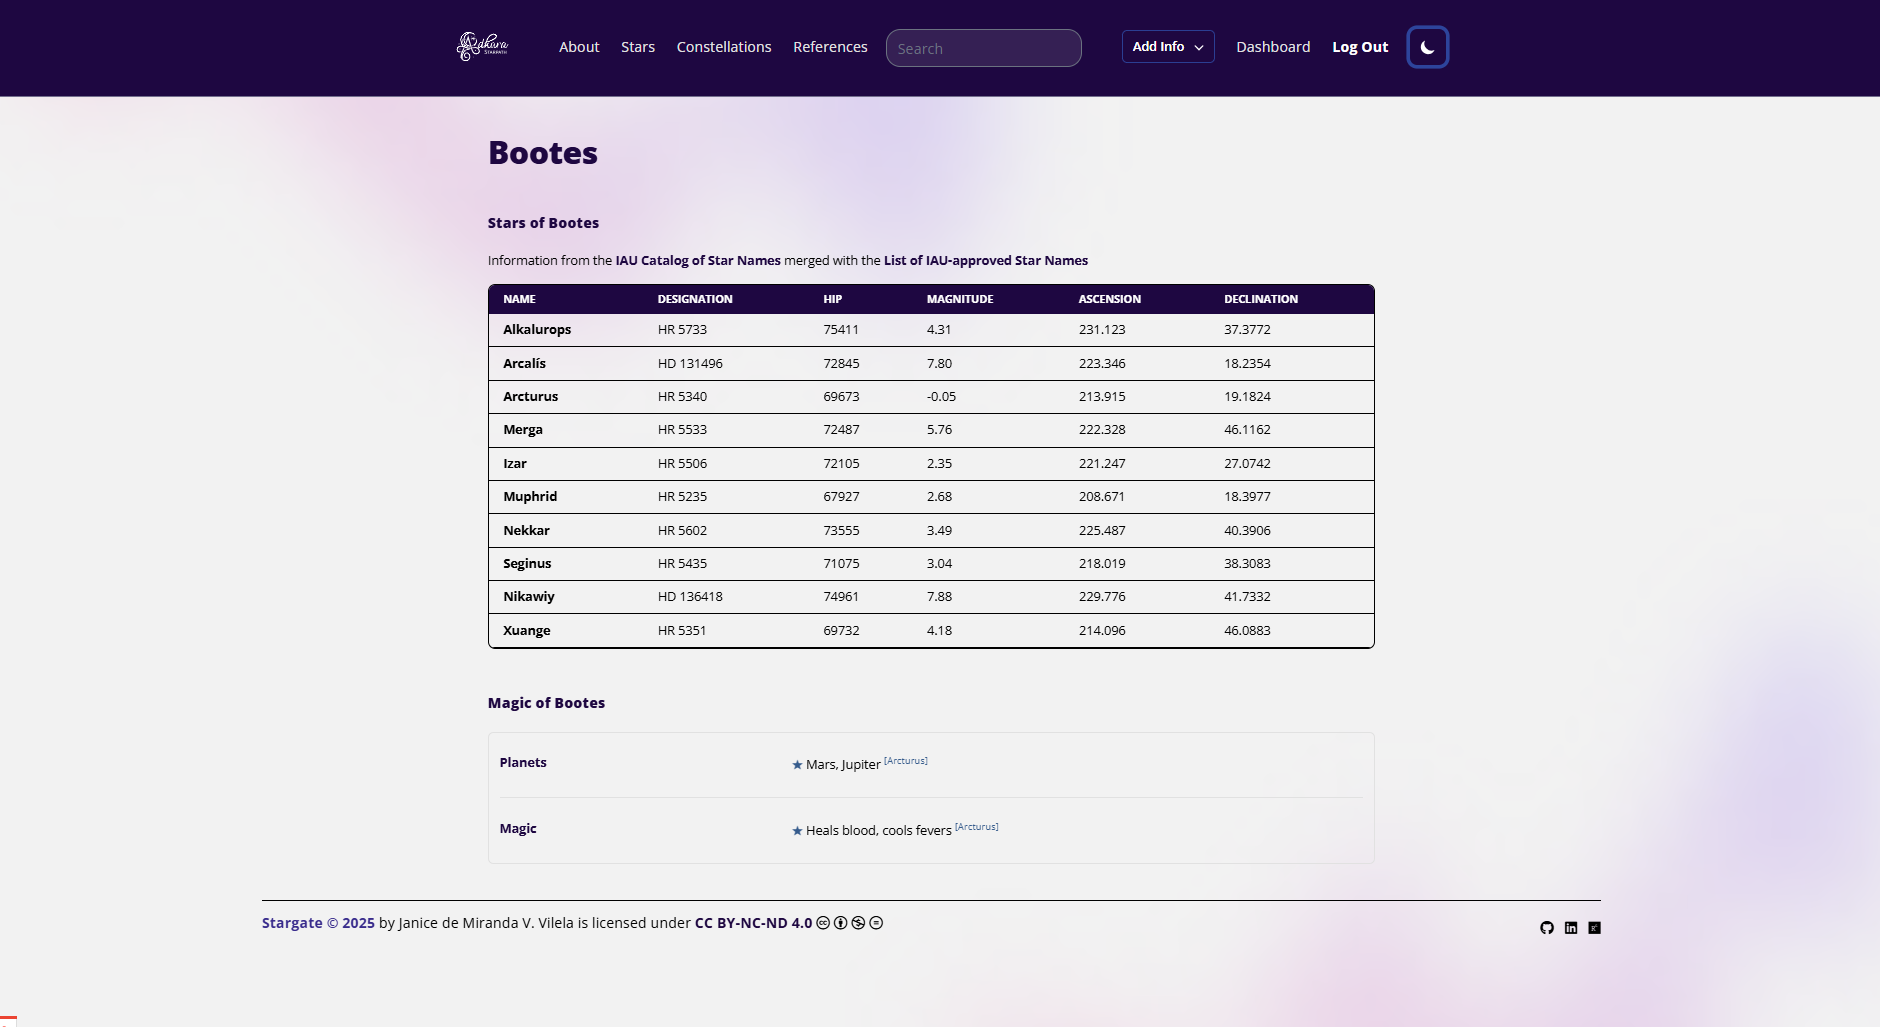 Adhara
STARPATH
About
Stars
Constellations
References
Search
Add Info
Dashboard
Log Out
Bootes
Stars of Bootes
Information from the IAU Catalog of Star Names merged with the List of IAU-approved Star Names
NAME DESIGNATION HIP MAGNITUDE ASCENSION DECLINATION
Alkalurops HR 5733 75411 4.31 231.123 37.3772
Arcalís HD 131496 72845 7.80 223.346 18.2354
Arcturus HR 5340 69673 -0.05 213.915 19.1824
Merga HR 5533 72487 5.76 222.328 46.1162
Izar HR 5506 72105 2.35 221.247 27.0742
Muphrid HR 5235 67927 2.68 208.671 18.3977
Nekkar HR 5602 73555 3.49 225.487 40.3906
Seginus HR 5435 71075 3.04 218.019 38.3083
Nikawiy HD 136418 74961 7.88 229.776 41.7332
Xuange HR 5351 69732 4.18 214.096 46.0883
Magic of Bootes
Planets ★ Mars, Jupiter [Arcturus]
Magic ★ Heals blood, cools fevers [Arcturus]
Stargate © 2025 by Janice de Miranda V. Vilela is licensed under CC BY-NC-ND 4.0